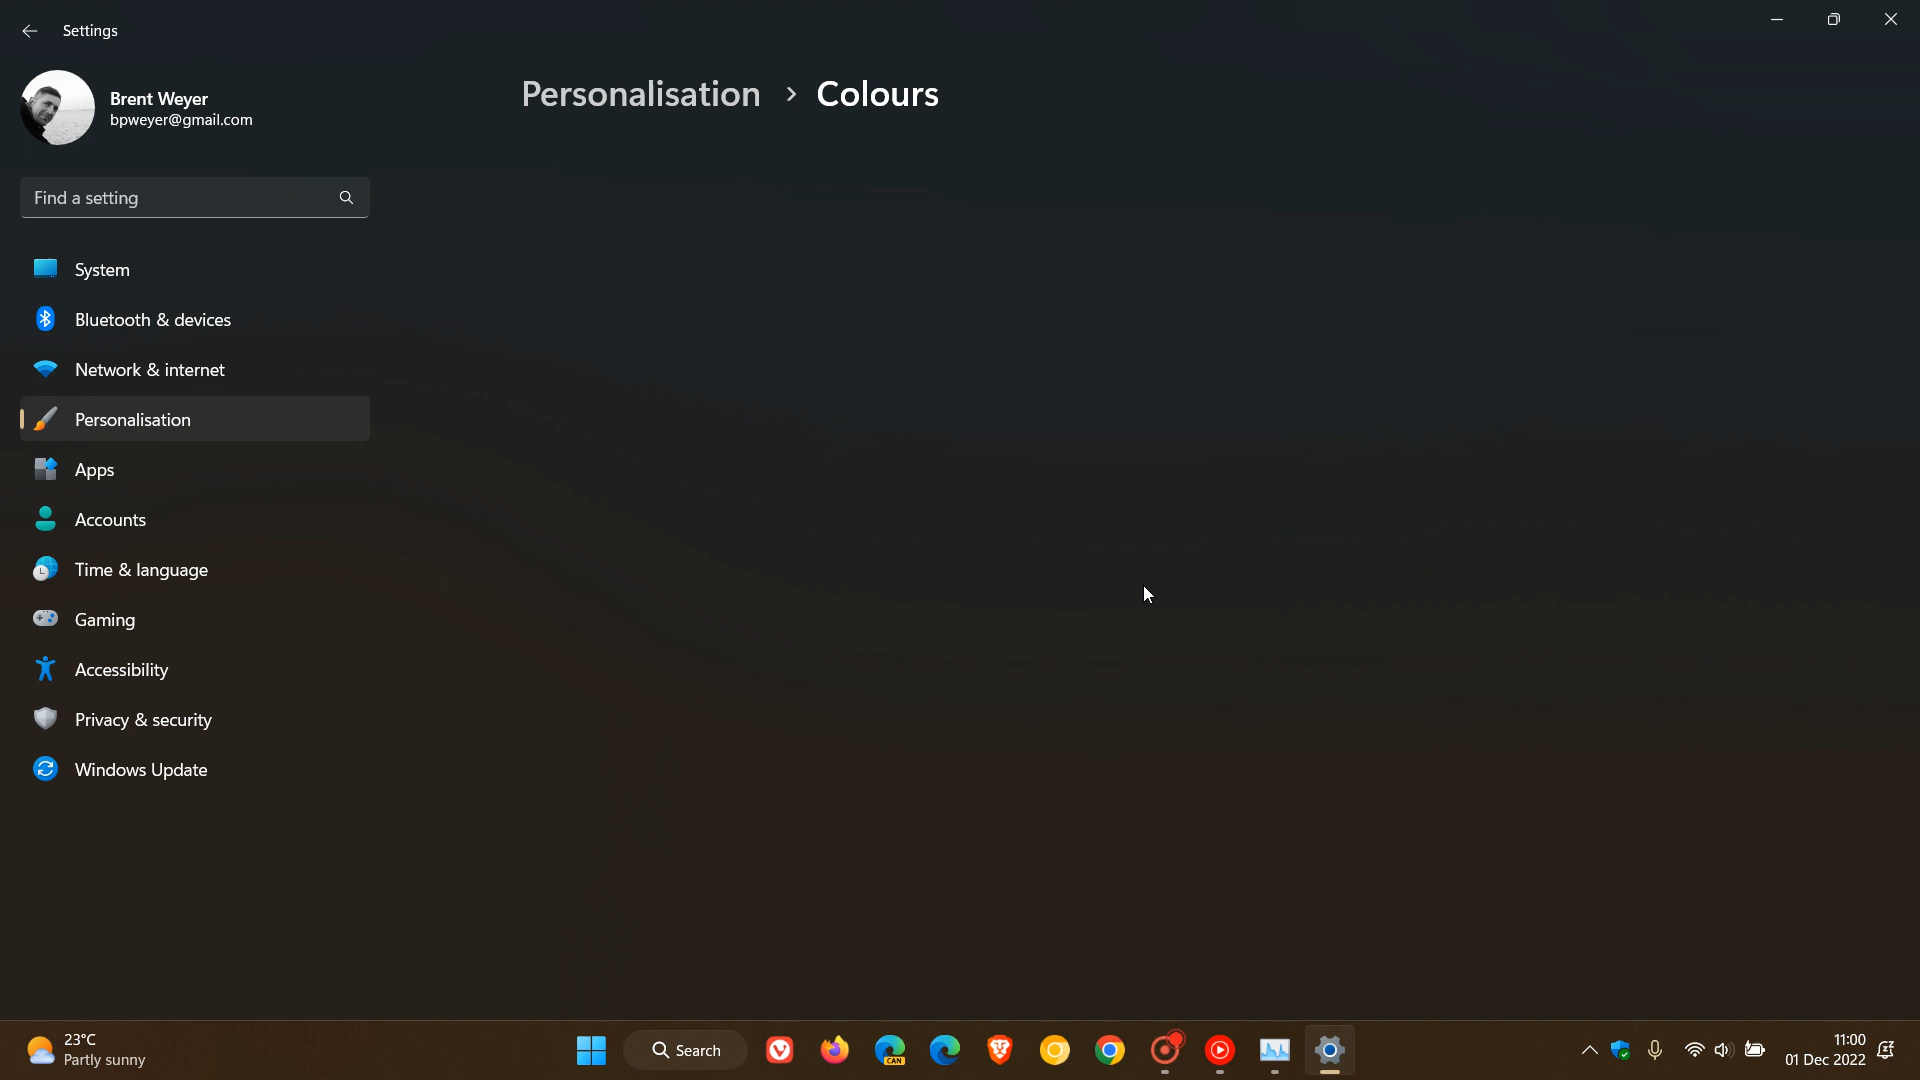 Settings
Brent Weyer
bpweyer@gmail.com
Personalisation > Colours
Find a setting
System
Bluetooth & devices
Network & internet
Personalisation
Apps
Accounts
Time & language
Gaming
Accessibility
Privacy & security
Windows Update
23°C
Partly sunny
Search
CAN
11:00
01 Dec 2022